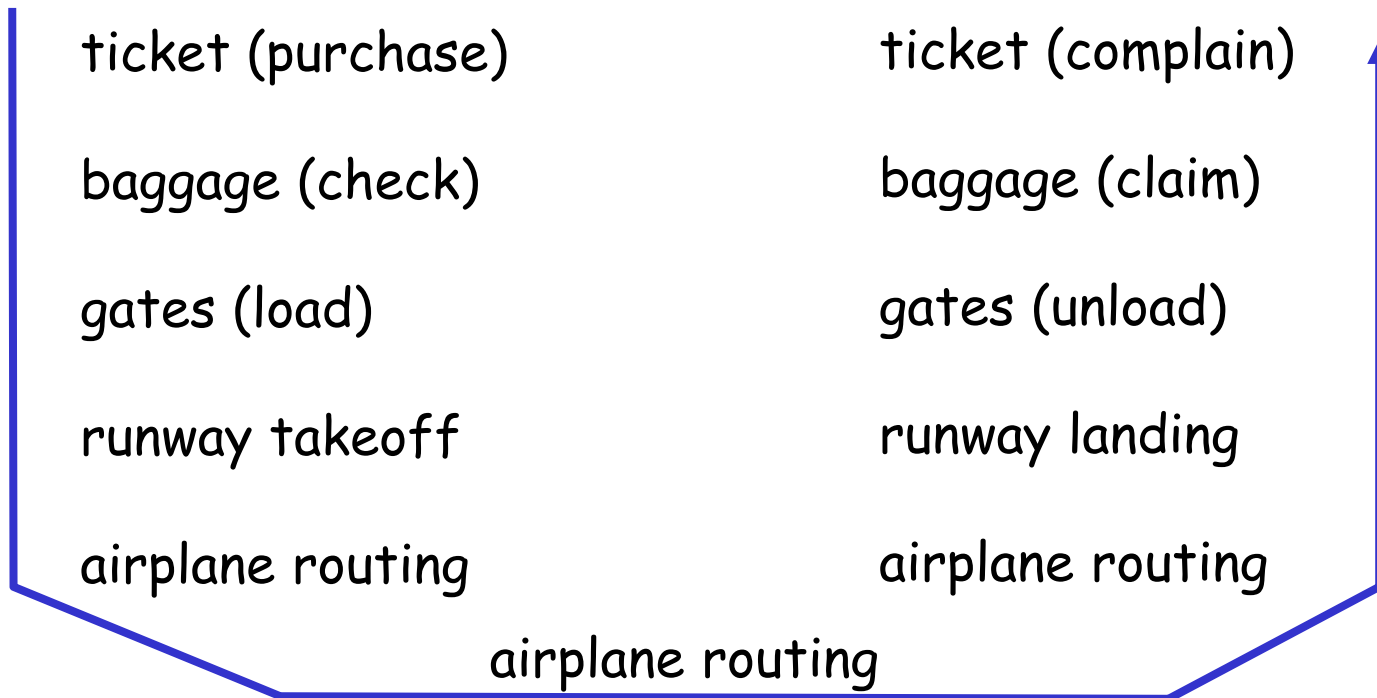 ticket (purchase)
baggage (check)
gates (load)
runway takeoff
airplane routing
airplane routing
ticket (complain)
baggage (claim)
gates (unload)
runway landing
airplane routing